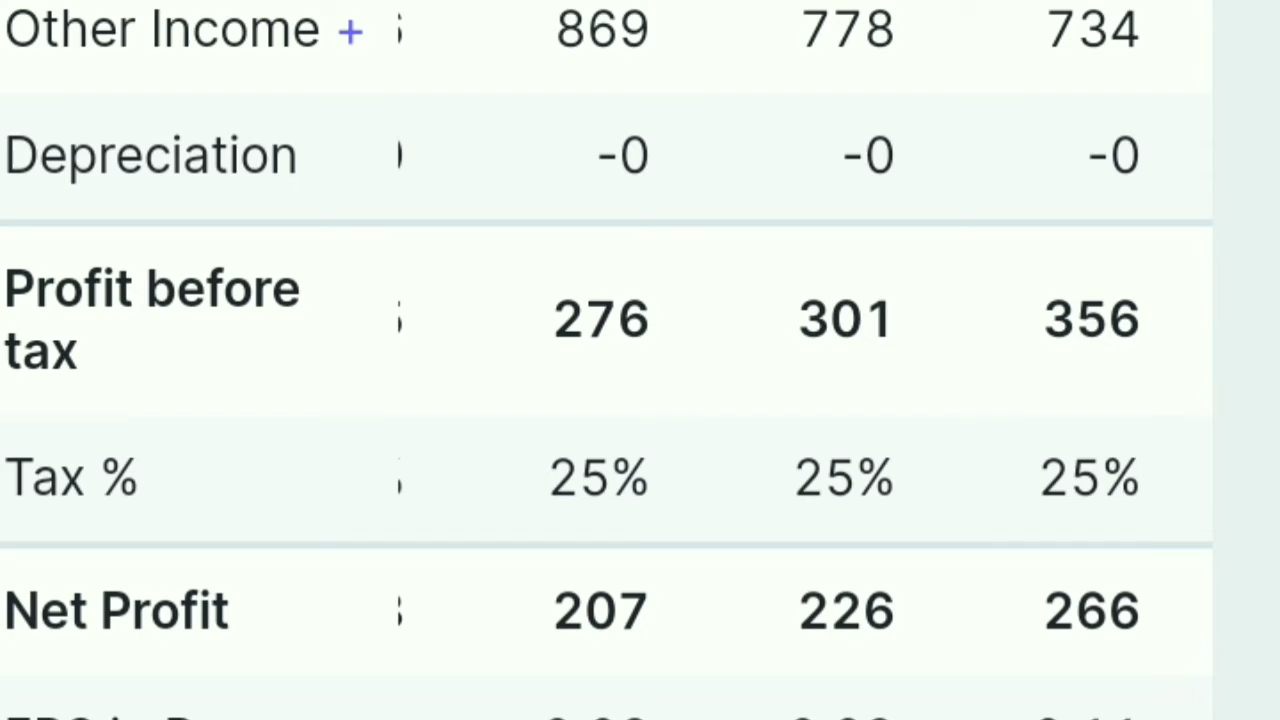 Other Income + 869 778 734
Depreciation -0 -0 -0
Profit before
tax 276 301 356
Tax % 25% 25% 25%
Net Profit 207 226 266